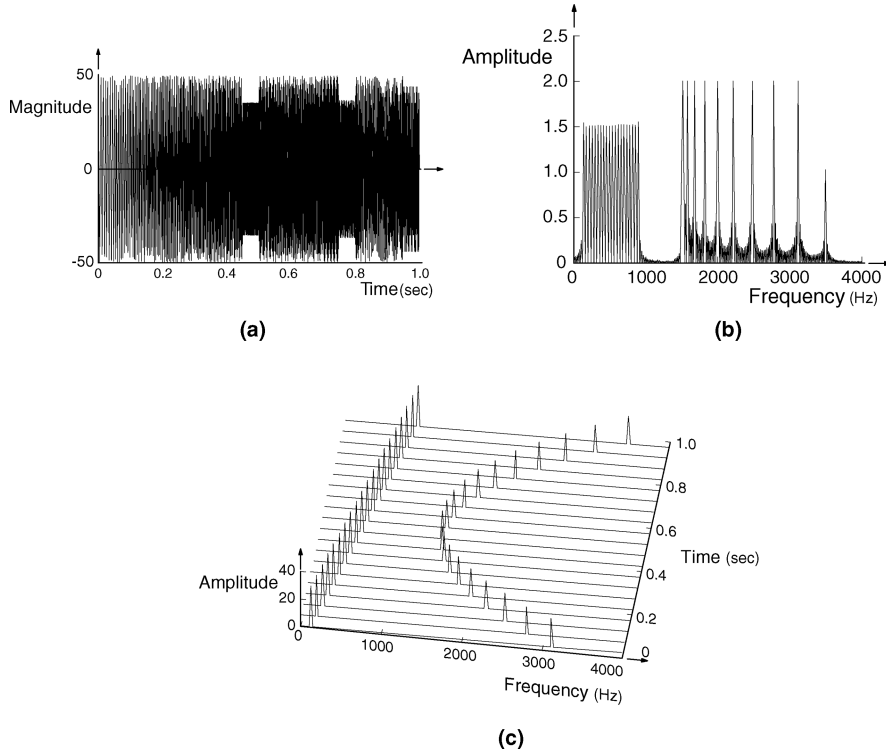 50
Magnitude
0
-50
0 0.2 0.4 0.6 0.8 1.0
Time(sec)
(a)
2.5
Amplitude
2.0
1.5
1.0
0.5
0
0 1000 2000 3000 4000
Frequency (Hz)
(b)
1.0
0.8
0.6
Time (sec)
0.4
0.2
0
Amplitude
40
20
0
0 1000 2000 3000 4000
Frequency (Hz)
(c)